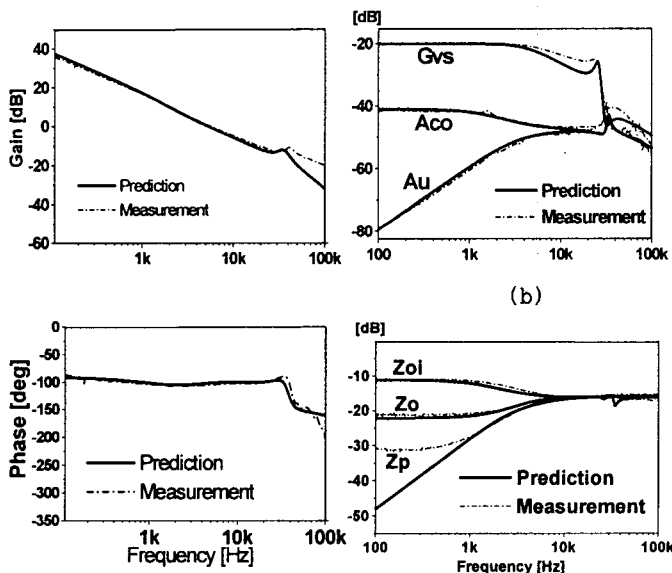 Gain [dB]
40
20
0
-20
-40
-60
Prediction
Measurement
1k
10k
100k
[dB]
-20
-40
-60
-80
Gvs
Aco
Au
Prediction
Measurement
100
1k
10k
100k
(b)
Phase [deg]
0
-50
-100
-150
-200
-250
-300
-350
Prediction
Measurement
1k
10k
100k
Frequency [Hz]
[dB]
-10
-20
-30
-40
-50
Zoi
Zo
Zp
Prediction
Measurement
100
1k
10k
100k
Frequency [Hz]